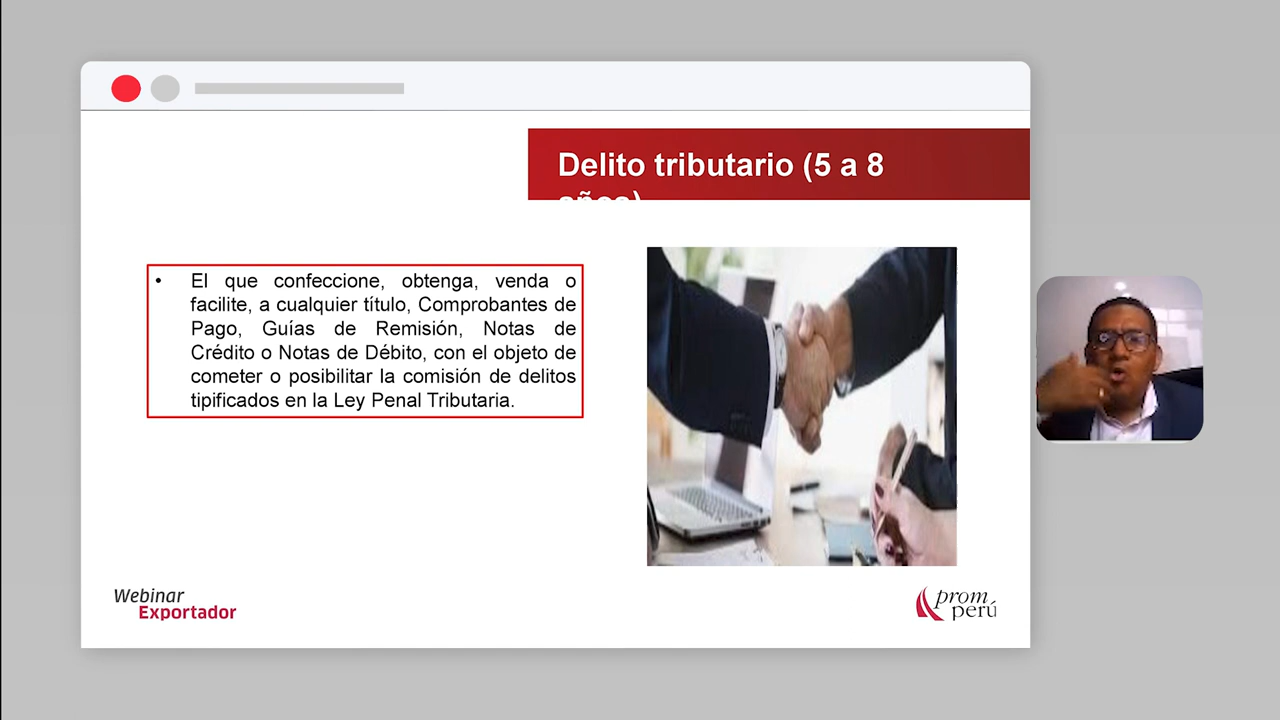 Delito tributario (5 a 8
años)
• El que confeccione, obtenga, venda o
facilite, a cualquier título, Comprobantes de
Pago, Guías de Remisión, Notas de
Crédito o Notas de Débito, con el objeto de
cometer o posibilitar la comisión de delitos
tipificados en la Ley Penal Tributaria.
Webinar
Exportador
prom
perú